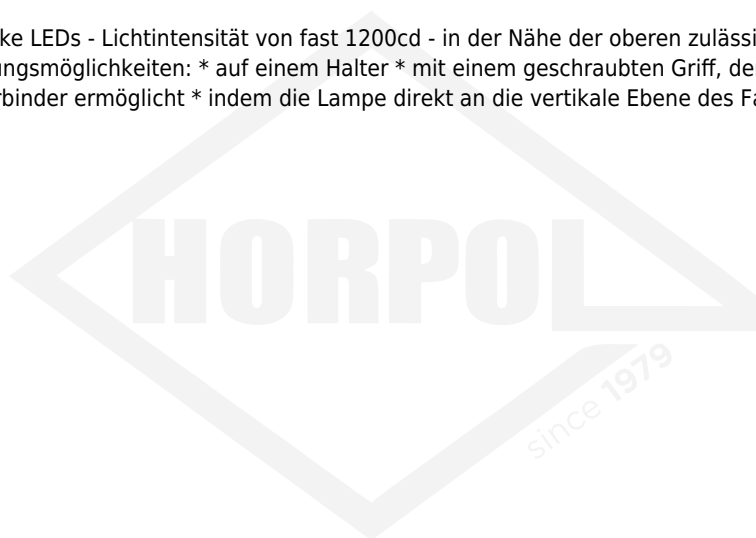 ke LEDs - Lichtintensität von fast 1200cd - in der Nähe der oberen zulässi
ungsmöglichkeiten: * auf einem Halter * mit einem geschraubten Griff, de
rbinder ermöglicht * indem die Lampe direkt an die vertikale Ebene des Fa
HORPOL
since 1979